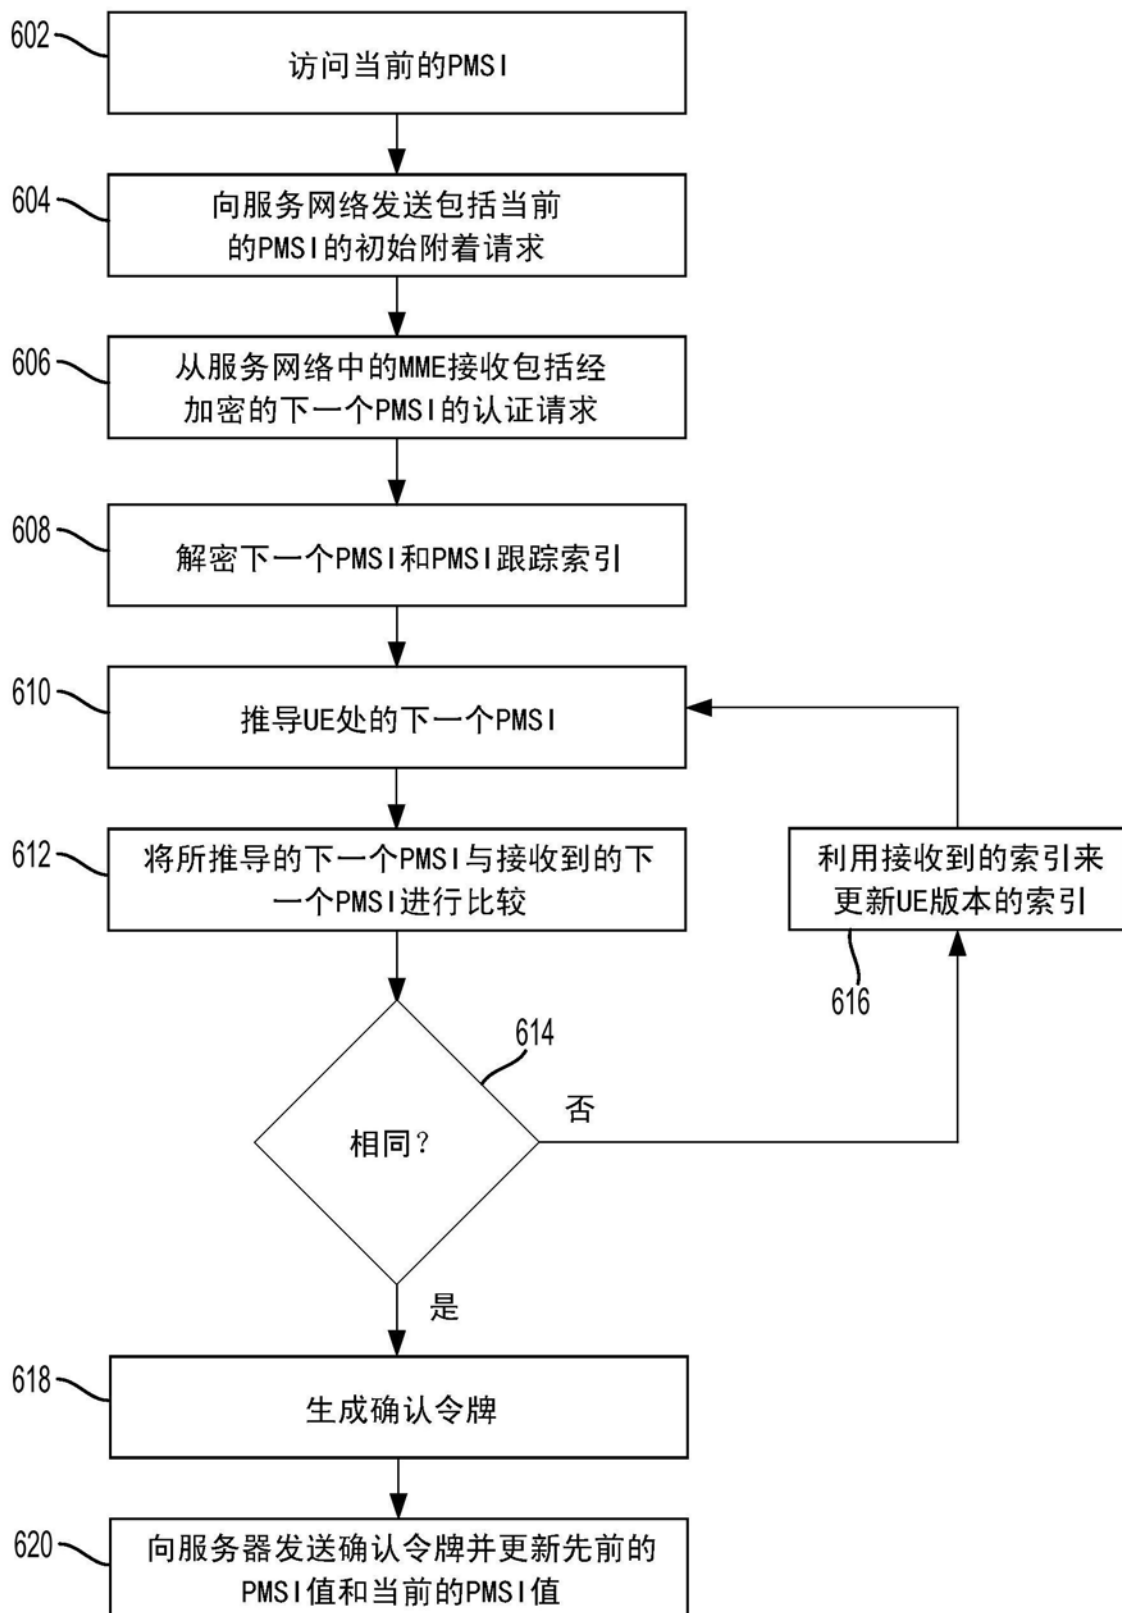 602
访问当前的PMSI
604
向服务网络发送包括当前
的PMSI的初始附着请求
606
从服务网络中的MME接收包括经
加密的下一个PMSI的认证请求
608
解密下一个PMSI和PMSI跟踪索引
610
推导UE处的下一个PMSI
612
将所推导的下一个PMSI与接收到的下
一个PMSI进行比较
利用接收到的索引来
更新UE版本的索引
616
614
相同?
否
是
618
生成确认令牌
620
向服务器发送确认令牌并更新先前的
PMSI值和当前的PMSI值